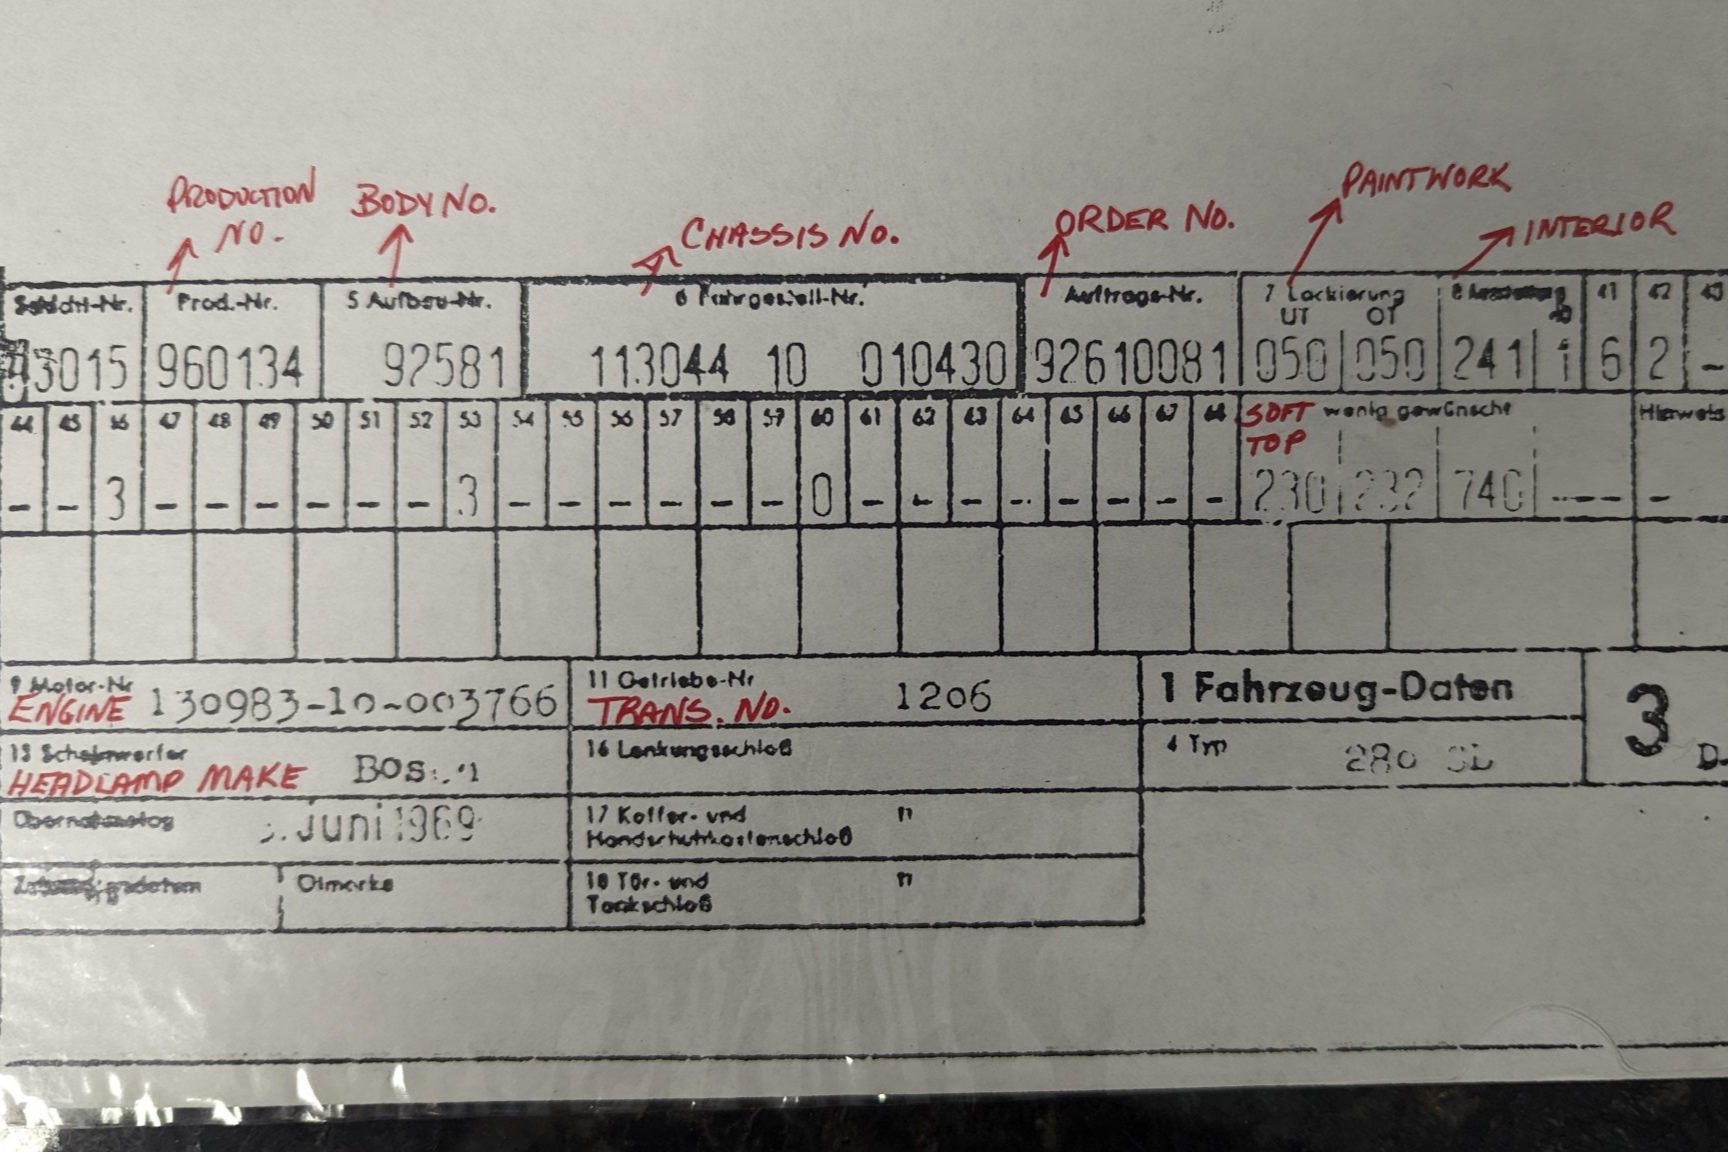 PRODUCTION NO.
BODY NO.
CHASSIS NO.
ORDER NO.
PAINTWORK
INTERIOR
Prod.-Nr. 5 Aufbau-Nr. 6 Fahrgestell-Nr. Auftrags-Nr. 7 Lackierung 8 41 42 43
UT OT
3015 960134 92581 113044 10 010430 92610081 050 050 241 1 6 2 -
44 45 46 47 48 49 50 51 52 53 54 55 56 57 58 59 60 61 62 63 64 65 66 67 68 SOFT TOP wenig gewünscht Hinweis
- - 3 - - - - - - 3 - - - - - - 0 - - - - - - - - 230 232 740 ---- -
9 Motor-Nr 130983-10-003766 11 Getriebe-Nr 1206 1 Fahrzeug-Daten 3
ENGINE TRANS. NO.
13 Scheinwerfer 16 Lenkungsschloß 4 Typ 280 SL
HEADLAMP MAKE D-
Juni 1969 17 Koffer- und Handschuhkastenschloß "
Ölmarke 18 Tür- und Tankschloß "